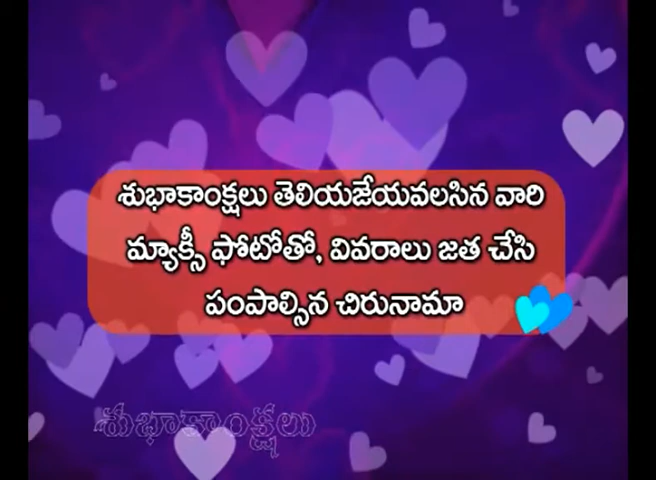 శుభాకాంక్షలు తెలియజేయవలసిన వారి
మ్యాక్సీ ఫోటోతో, వివరాలు జత చేసి
పంపాల్సిన చిరునామా
శుభాకాంక్షలు